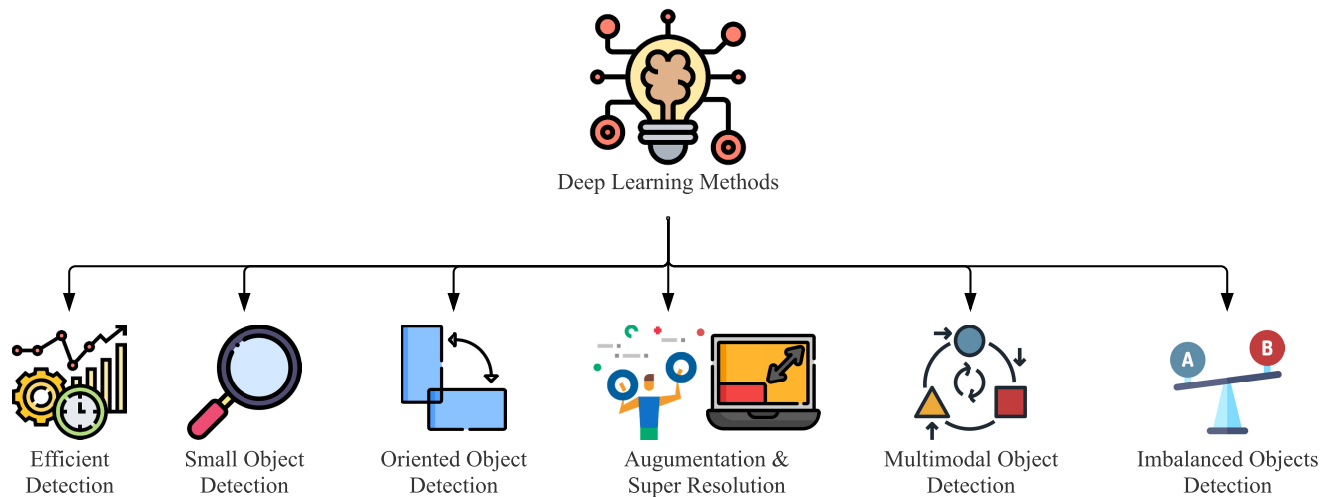 Deep Learning Methods
A
B
Efficient
Detection
Small Object
Detection
Oriented Object
Detection
Augumentation &
Super Resolution
Multimodal Object
Detection
Imbalanced Objects
Detection